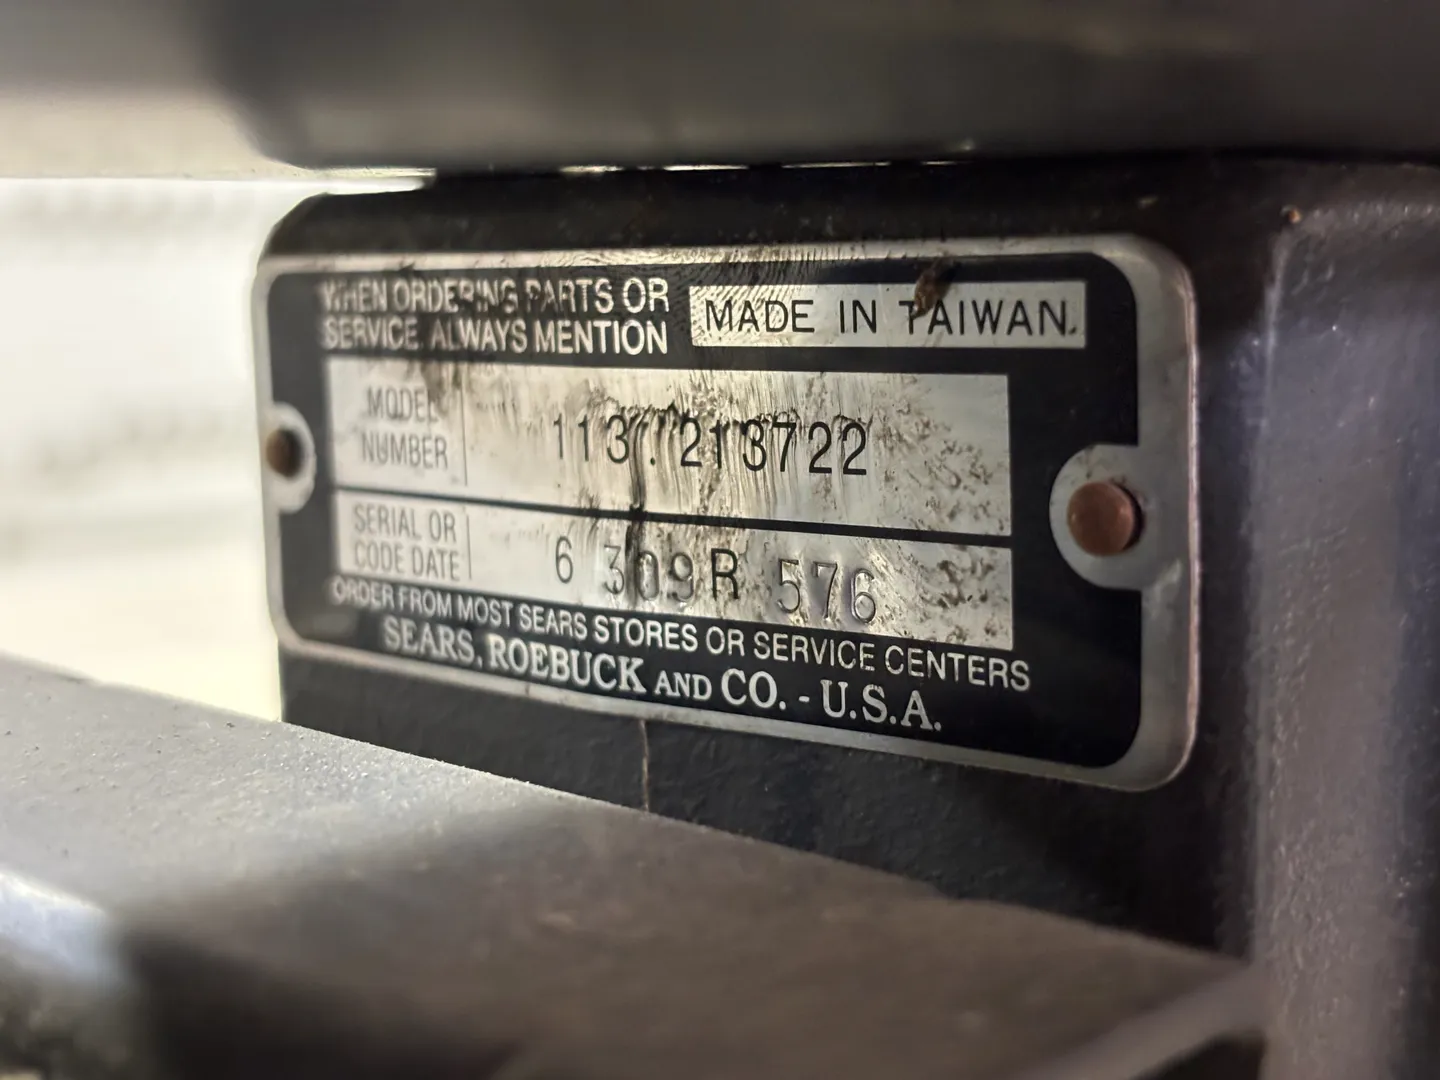 WHEN ORDERING PARTS OR
SERVICE, ALWAYS MENTION
MADE IN TAIWAN.
MODEL
NUMBER
113.213722
SERIAL OR
CODE DATE
6 309R 576
ORDER FROM MOST SEARS STORES OR SERVICE CENTERS
SEARS, ROEBUCK AND CO. - U.S.A.